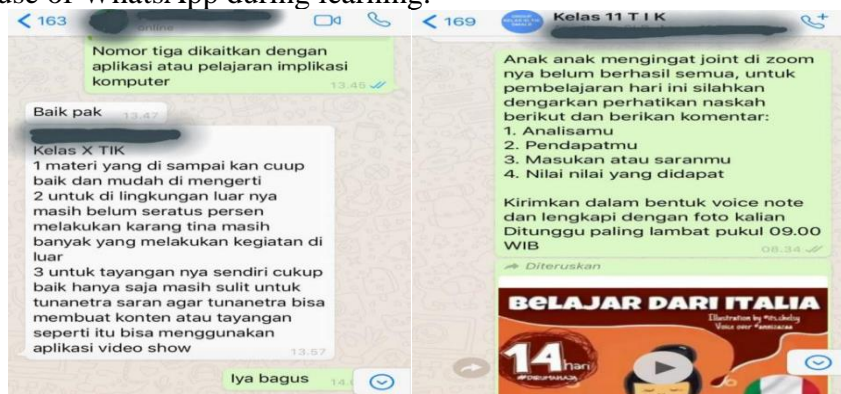 use of WhatsApp during learning.
163
online
Nomor tiga dikaitkan dengan
aplikasi atau pelajaran implikasi
komputer
13.45
Baik pak
13.47
Kelas X TIK
1 materi yang di sampai kan cuup
baik dan mudah di mengerti
2 untuk di lingkungan luar nya
masih belum seratus persen
melakukan karang tina masih
banyak yang melakukan kegiatan di
luar
3 untuk tayangan nya sendiri cukup
baik hanya saja masih sulit untuk
tunanetra saran agar tunanetra bisa
membuat konten atau tayangan
seperti itu bisa menggunakan
aplikasi video show
13.57
Iya bagus
169
Kelas 11 T I K
Anak anak mengingat joint di zoom
nya belum berhasil semua, untuk
pembelajaran hari ini silahkan
dengarkan perhatikan naskah
berikut dan berikan komentar:
1. Analisamu
2. Pendapatmu
3. Masukan atau saranmu
4. Nilai nilai yang didapat
Kirimkan dalam bentuk voice note
dan lengkapi dengan foto kalian
Ditunggu paling lambat pukul 09.00
WIB
08.34
Diteruskan
BELAJAR DARI ITALIA
14 hari